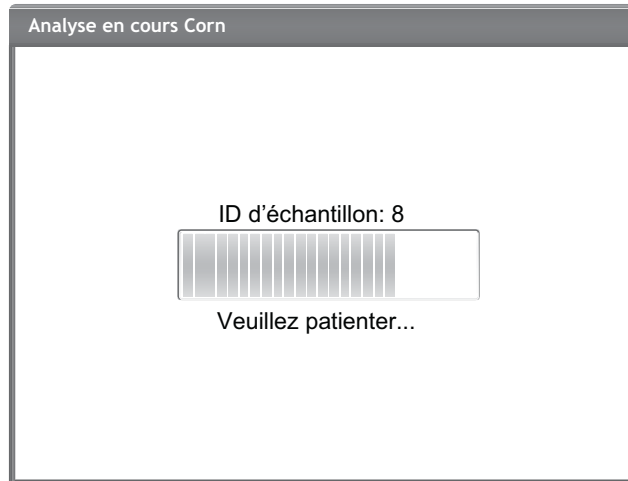 Analyse en cours Corn
ID d’échantillon: 8
Veuillez patienter...